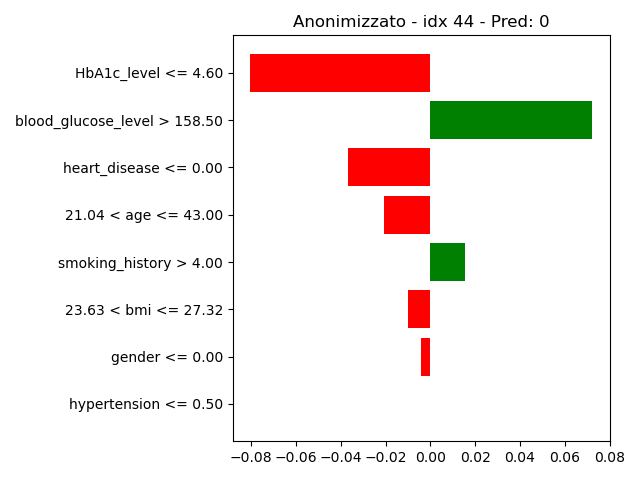 Anonimizzato - idx 44 - Pred: 0
HbA1c_level <= 4.60
blood_glucose_level > 158.50
heart_disease <= 0.00
21.04 < age <= 43.00
smoking_history > 4.00
23.63 < bmi <= 27.32
gender <= 0.00
hypertension <= 0.50
−0.08 −0.06 −0.04 −0.02 0.00 0.02 0.04 0.06 0.08